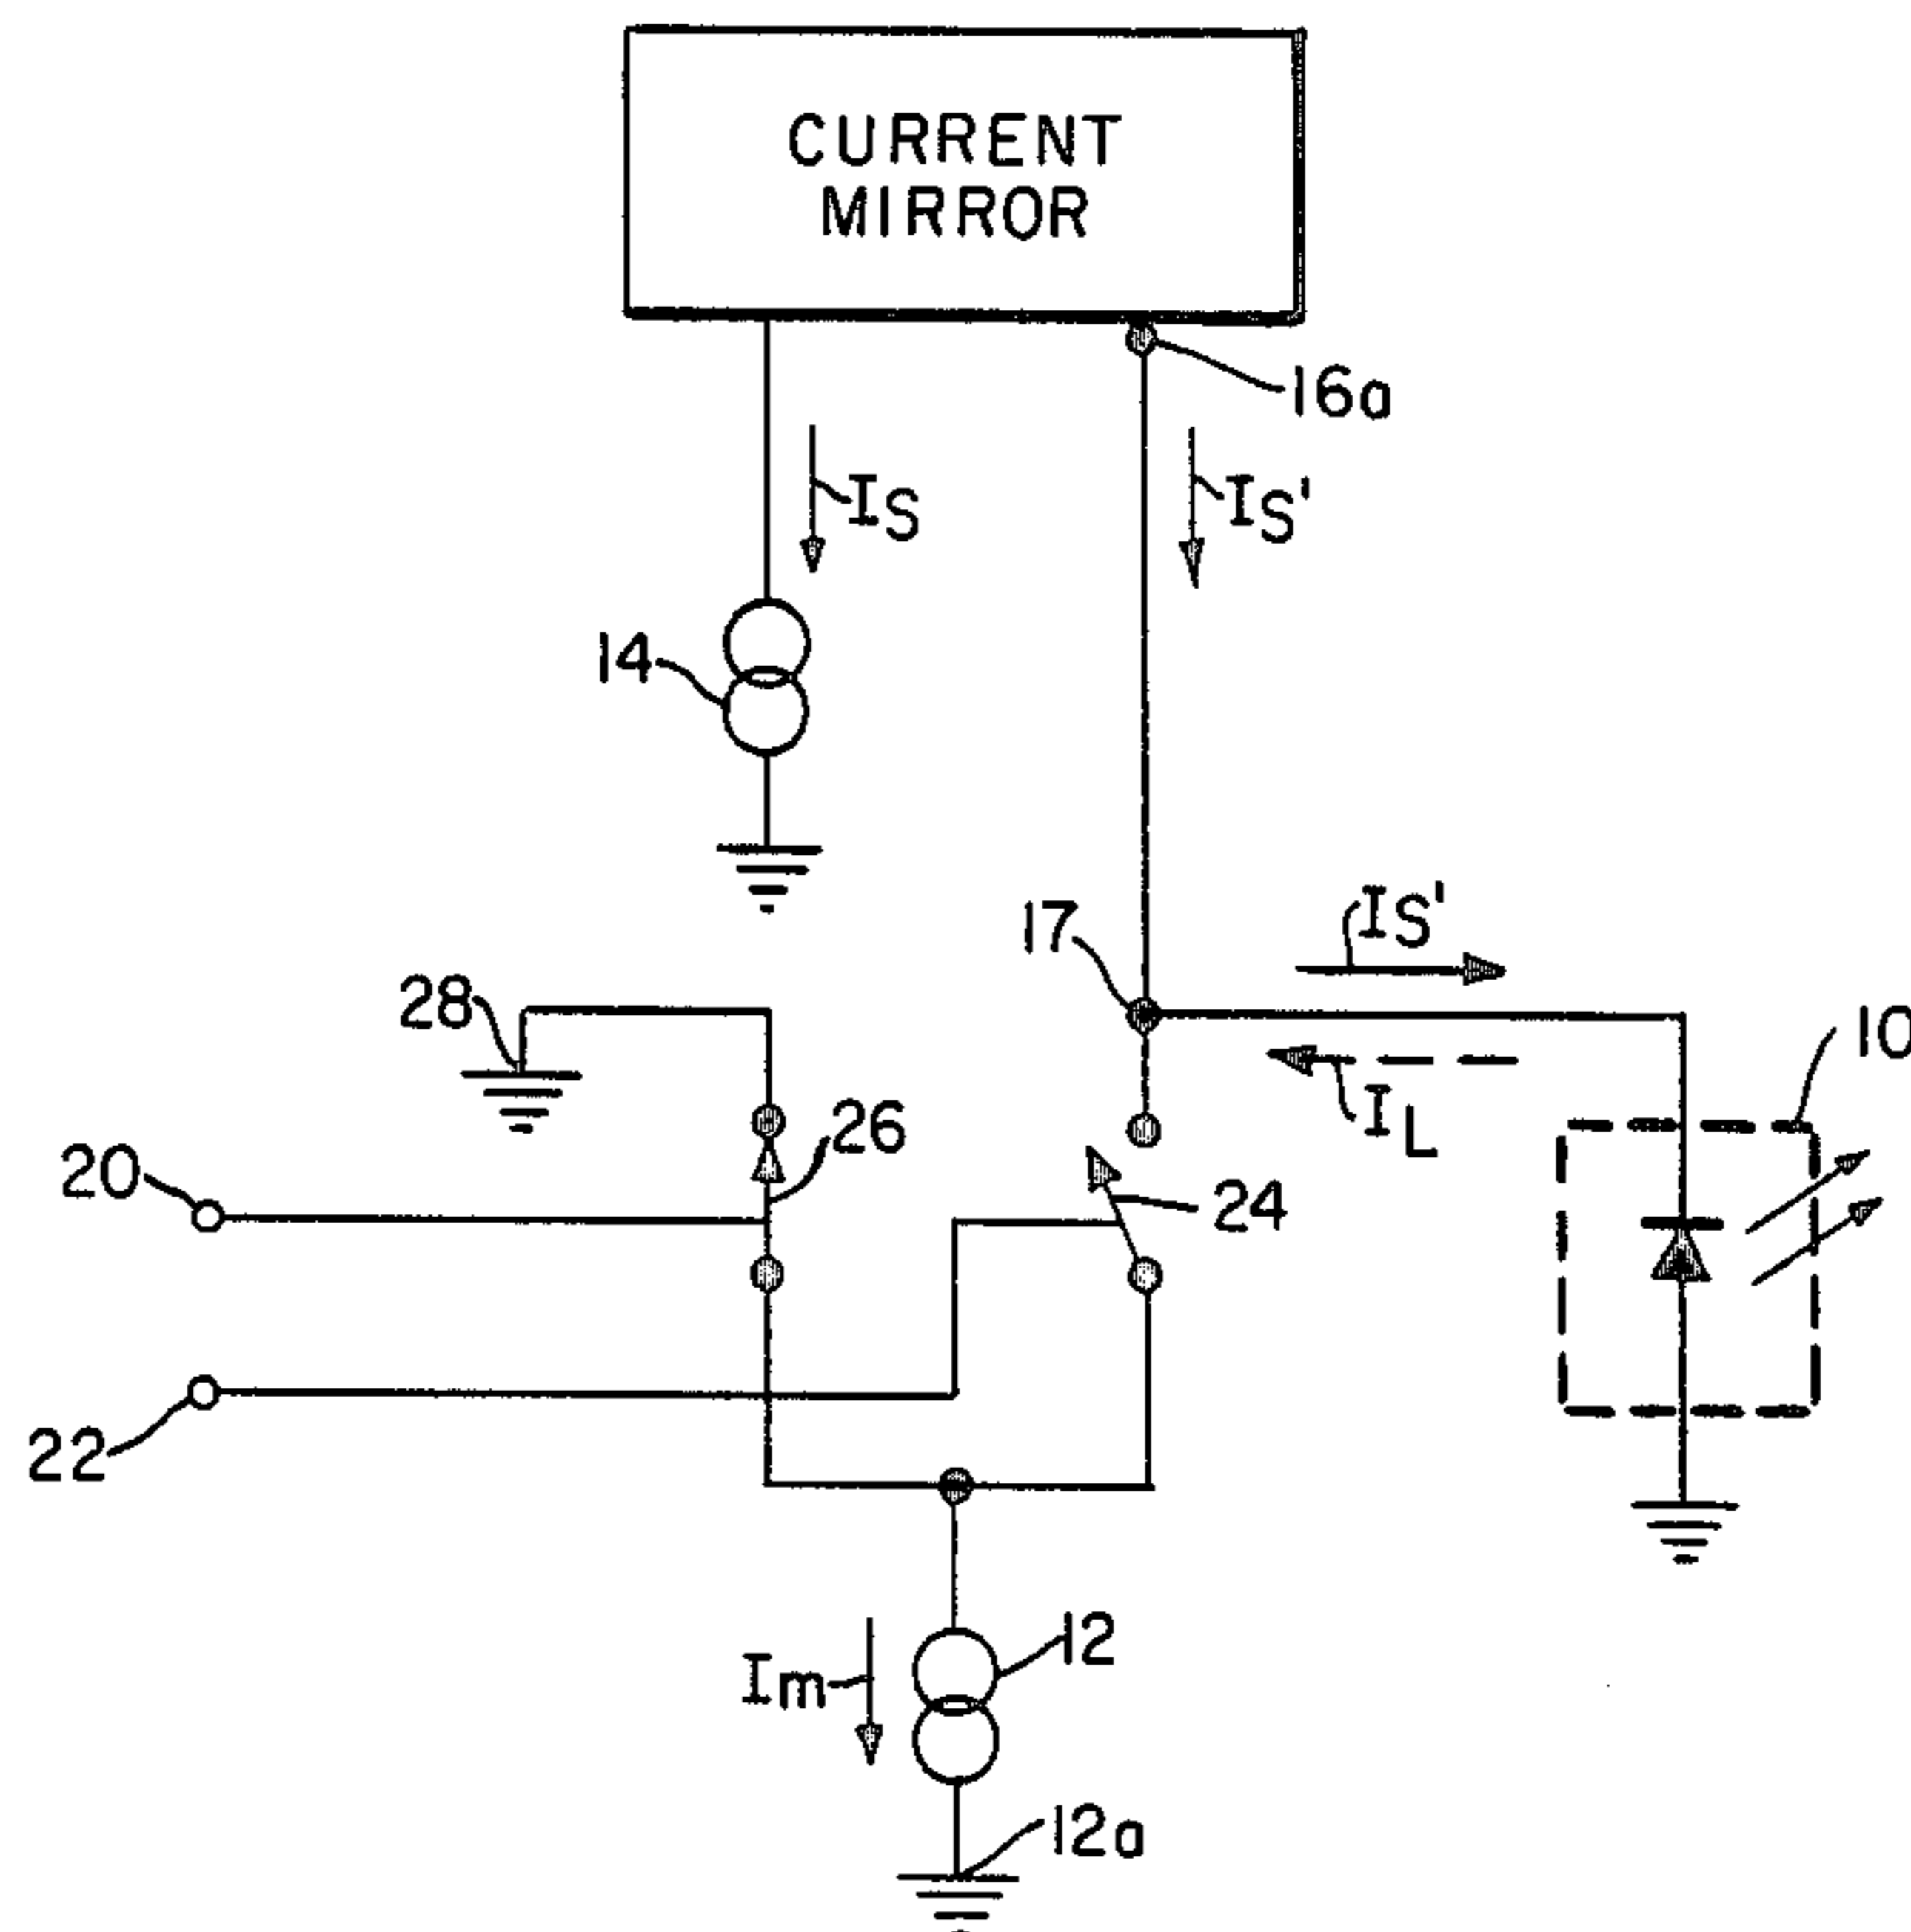 CURRENT
MIRROR
16a
IS
IS'
14
IS'
17
28
10
IL
26
20
24
22
12
Im
12a